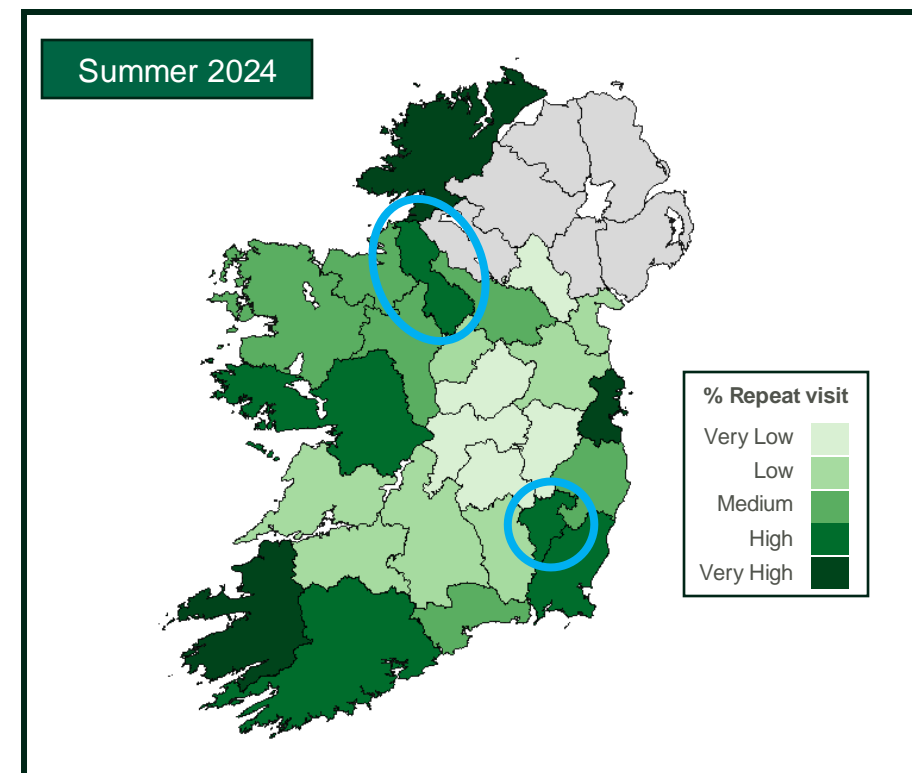 Summer 2024
% Repeat visit
Very Low
Low
Medium
High
Very High